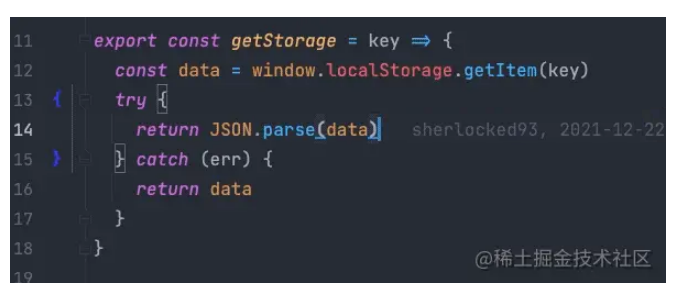 11 export const getStorage = key => {
12 const data = window.localStorage.getItem(key)
13 { try {
14 return JSON.parse(data) sherlocked93, 2021-12-22
15 } } catch (err) {
16 return data
17 }
18 }
19
@稀土掘金技术社区